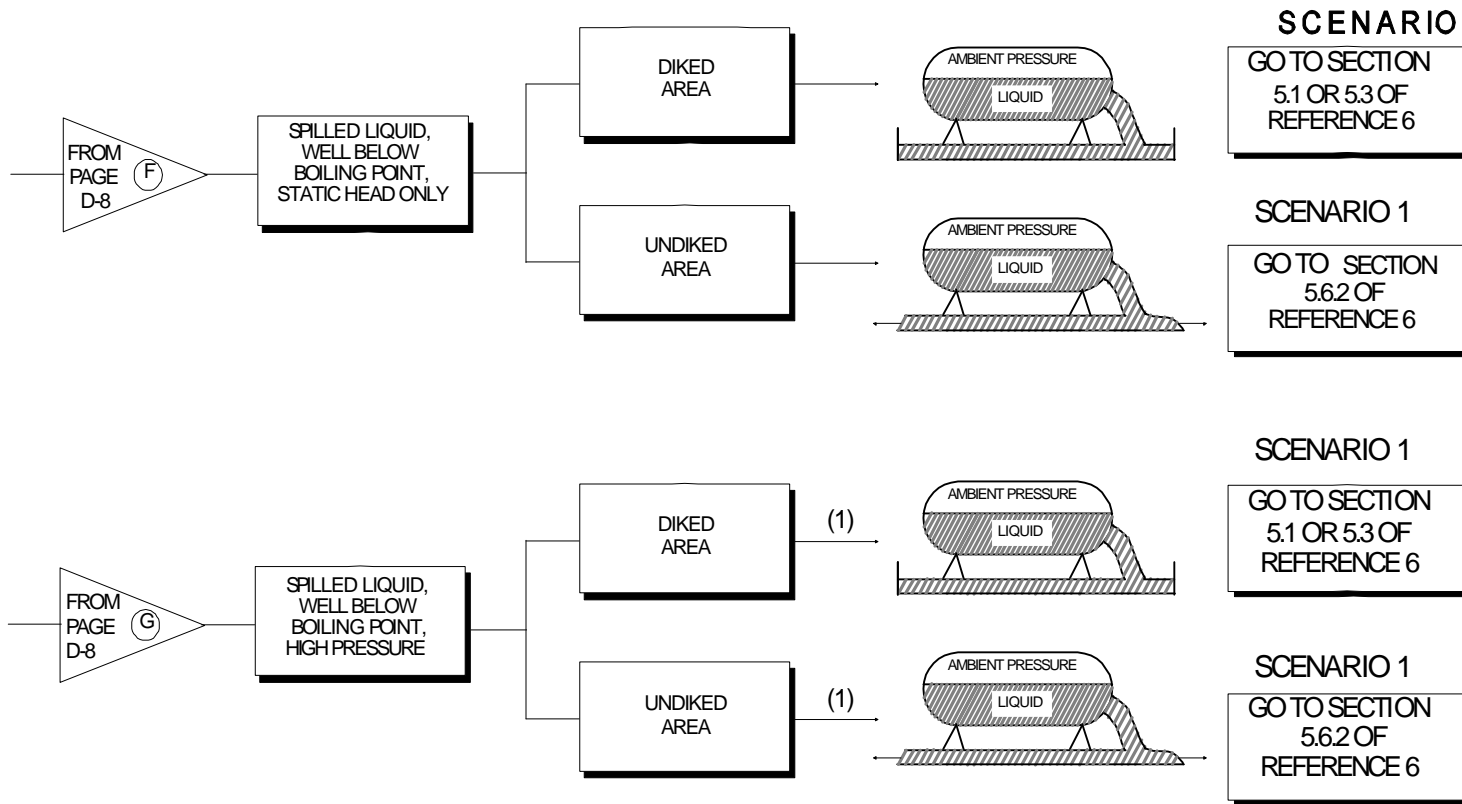 SCENARIO
FROM
PAGE
D-8
F
SPILLED LIQUID,
WELL BELOW
BOILING POINT,
STATIC HEAD ONLY
DIKED
AREA
AMBIENT PRESSURE
LIQUID
GO TO SECTION
5.1 OR 5.3 OF
REFERENCE 6
UNDIKED
AREA
AMBIENT PRESSURE
LIQUID
SCENARIO 1
GO TO SECTION
5.6.2 OF
REFERENCE 6
FROM
PAGE
D-8
G
SPILLED LIQUID,
WELL BELOW
BOILING POINT,
HIGH PRESSURE
DIKED
AREA
(1)
AMBIENT PRESSURE
LIQUID
SCENARIO 1
GO TO SECTION
5.1 OR 5.3 OF
REFERENCE 6
UNDIKED
AREA
(1)
AMBIENT PRESSURE
LIQUID
SCENARIO 1
GO TO SECTION
5.6.2 OF
REFERENCE 6